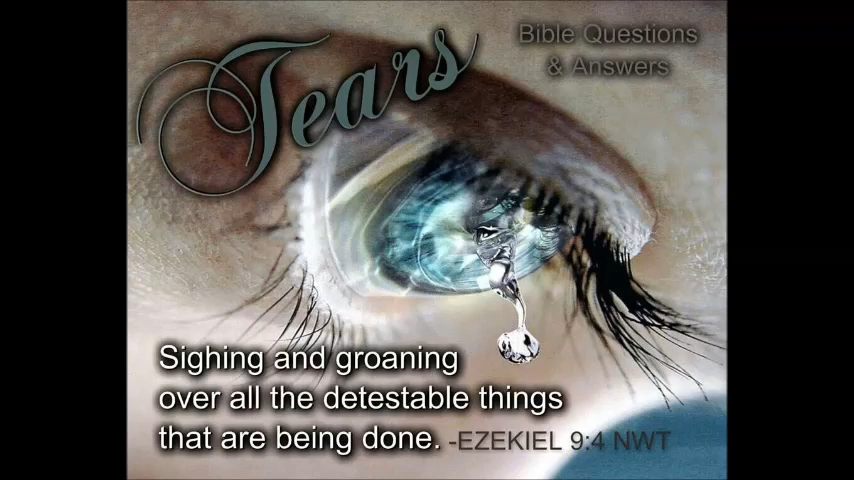 Tears
Bible Questions
& Answers
Sighing and groaning
over all the detestable things
that are being done. -EZEKIEL 9:4 NWT